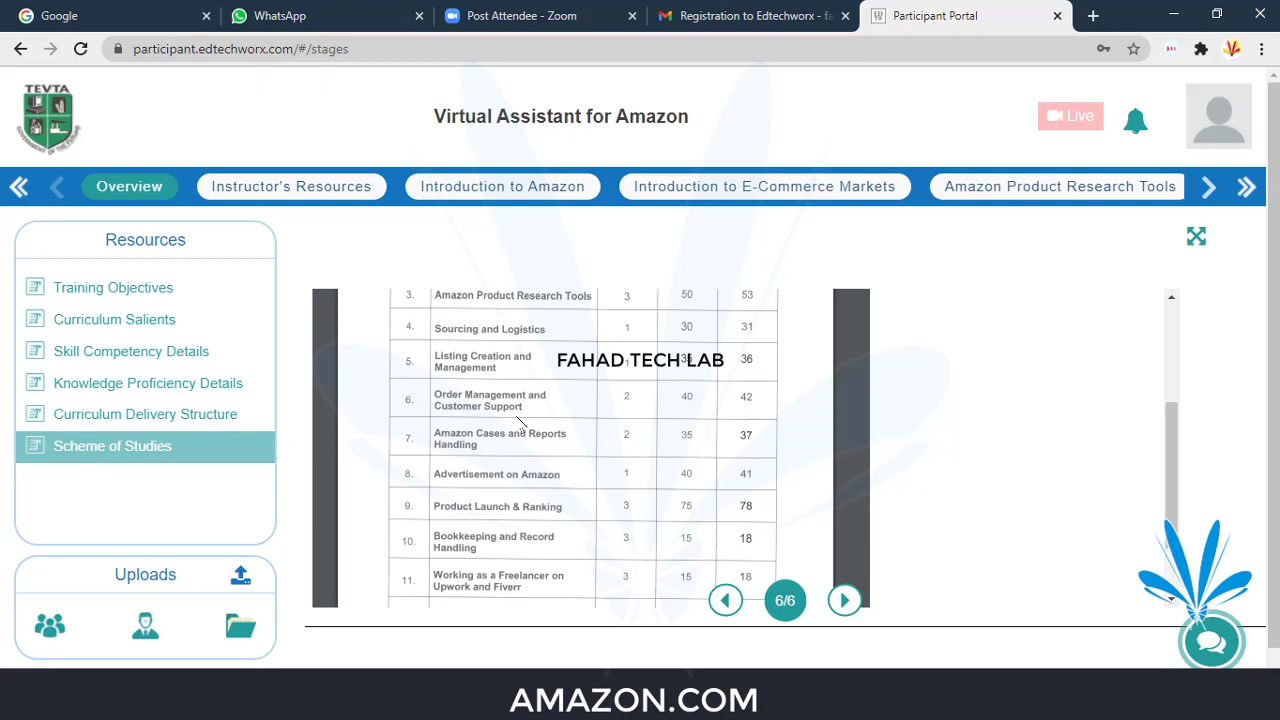 Google
WhatsApp
Post Attendee - Zoom
Registration to Edtechworx - fa
Participant Portal
participant.edtechworx.com/#/stages
TEVTA
Virtual Assistant for Amazon
Live
Overview
Instructor's Resources
Introduction to Amazon
Introduction to E-Commerce Markets
Amazon Product Research Tools
Resources
Training Objectives
Curriculum Salients
Skill Competency Details
Knowledge Proficiency Details
Curriculum Delivery Structure
Scheme of Studies
Uploads
3. Amazon Product Research Tools 3 50 53
4. Sourcing and Logistics 1 30 31
5. Listing Creation and Management 1 35 36
FAHAD TECH LAB
6. Order Management and Customer Support 2 40 42
7. Amazon Cases and Reports Handling 2 35 37
8. Advertisement on Amazon 1 40 41
9. Product Launch & Ranking 3 75 78
10. Bookkeeping and Record Handling 3 15 18
11. Working as a Freelancer on Upwork and Fiverr 3 15 18
6/6
AMAZON.COM